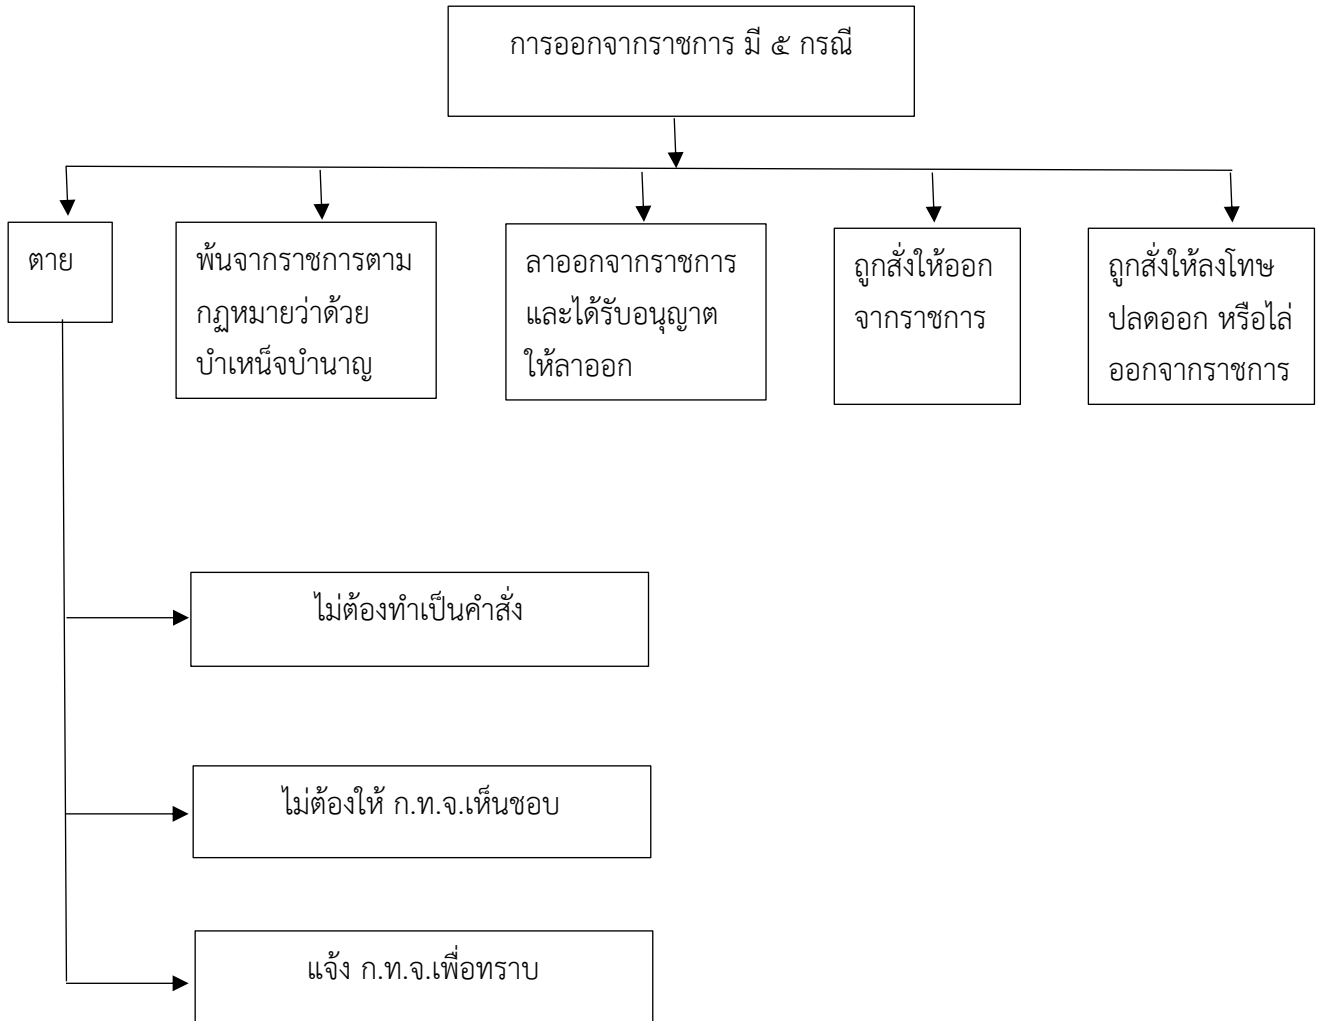 การออกจากราชการ มี ๕ กรณี
ตาย
พ้นจากราชการตาม
กฎหมายว่าด้วย
บำเหน็จบำนาญ
ลาออกจากราชการ
และได้รับอนุญาต
ให้ลาออก
ถูกสั่งให้ออก
จากราชการ
ถูกสั่งให้ลงโทษ
ปลดออก หรือไล่
ออกจากราชการ
ไม่ต้องทำเป็นคำสั่ง
ไม่ต้องให้ ก.ท.จ.เห็นชอบ
แจ้ง ก.ท.จ.เพื่อทราบ